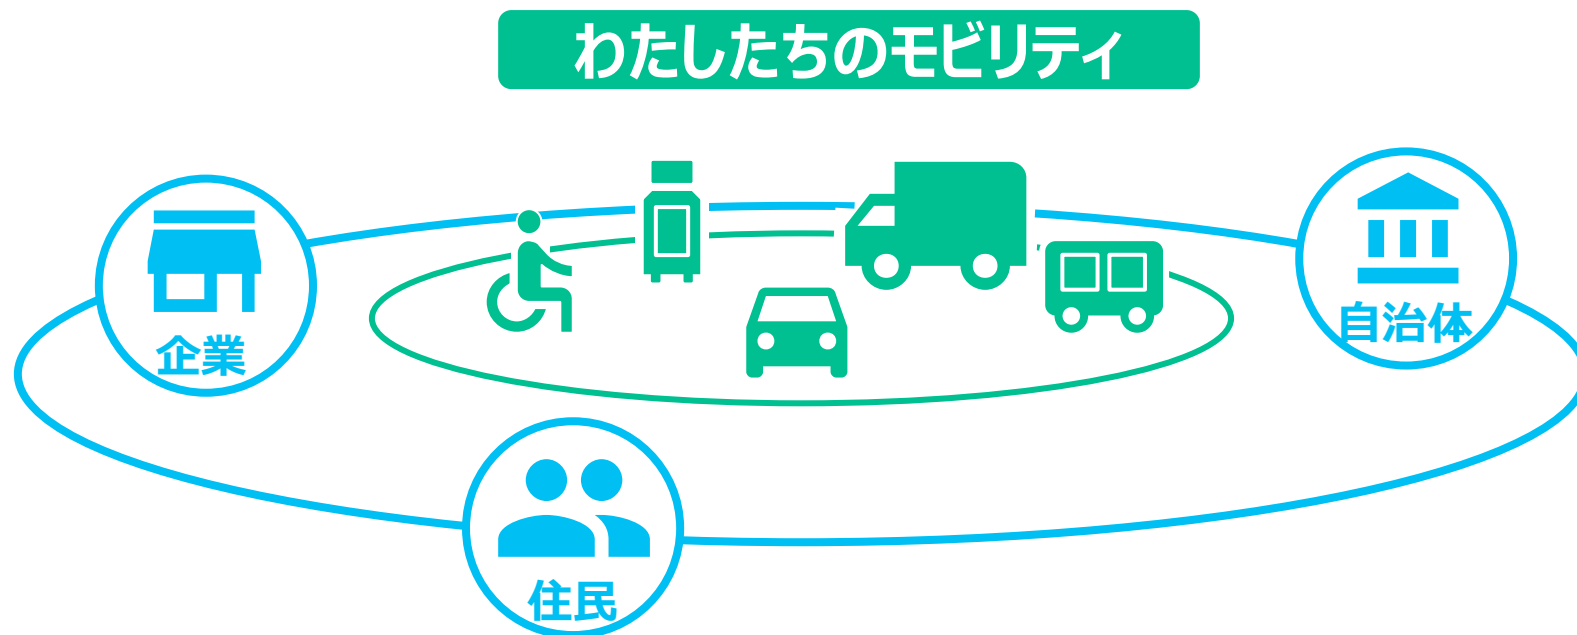 わたしたちのモビリティ
企業
自治体
住民